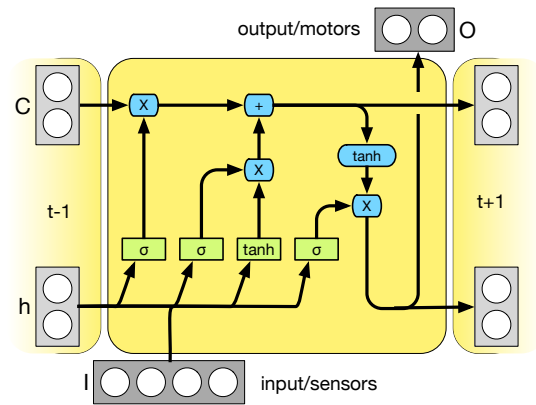 output/motors O
C
X
+
tanh
X
t-1
X
t+1
σ
σ
tanh
σ
h
I
input/sensors